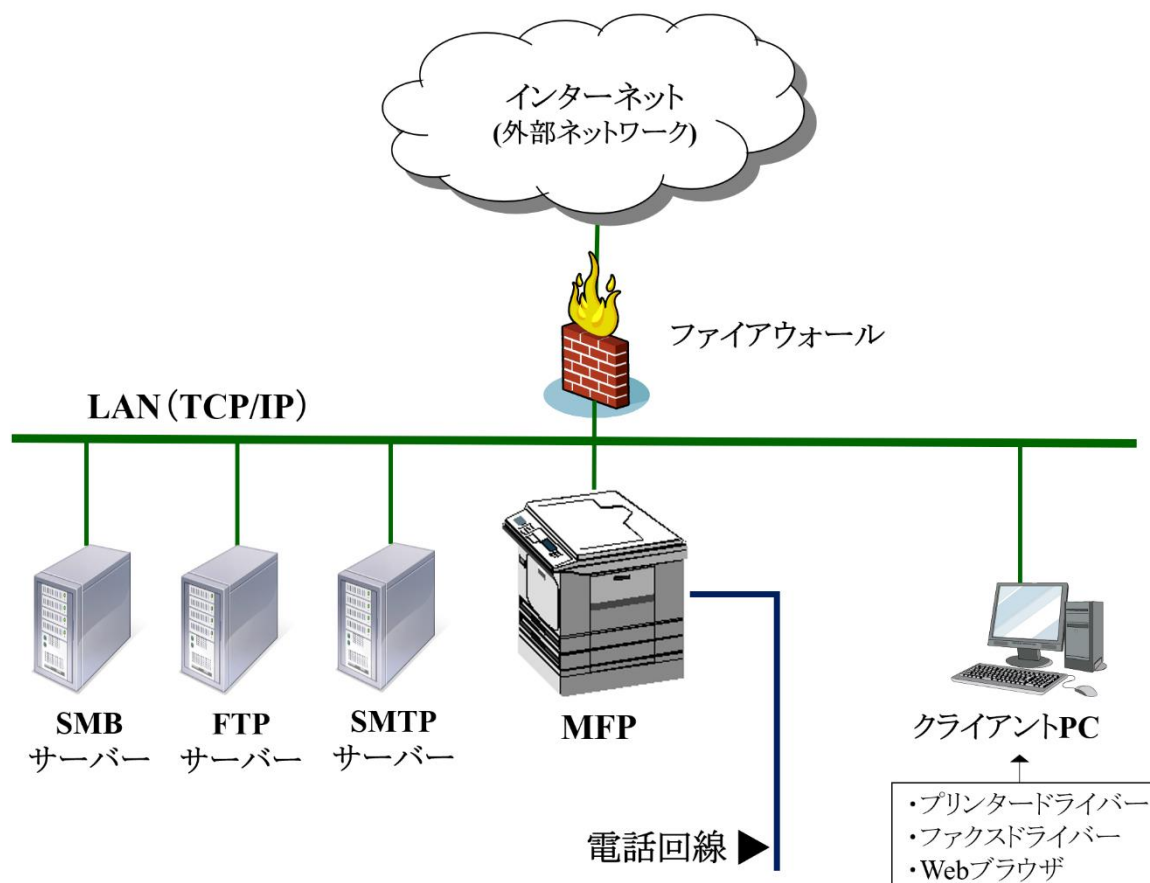 インターネット
(外部ネットワーク)
ファイアウォール
LAN（TCP/IP）
SMB
サーバー
FTP
サーバー
SMTP
サーバー
MFP
クライアントPC
・プリンタードライバー
・ファクスドライバー
・Webブラウザ
電話回線▶